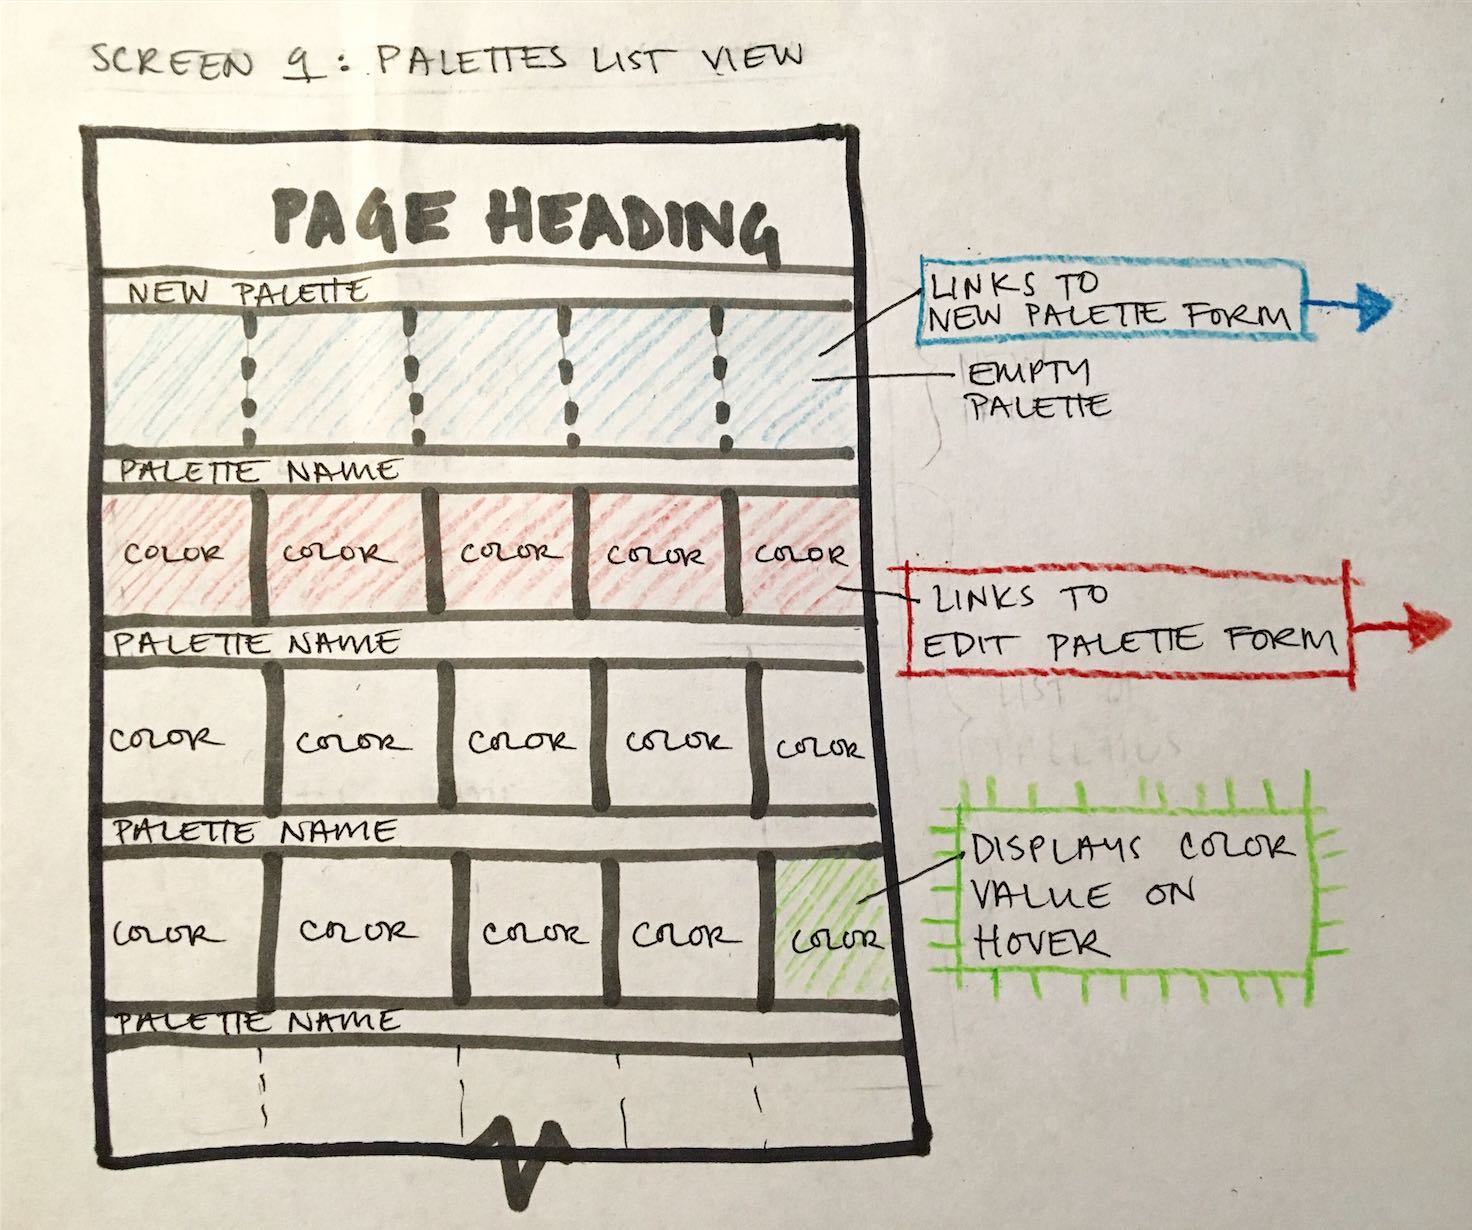 SCREEN 1: PALETTES LIST VIEW
PAGE HEADING
NEW PALETTE
LINKS TO
NEW PALETTE FORM
EMPTY
PALETTE
PALETTE NAME
COLOR COLOR COLOR COLOR COLOR
LINKS TO
EDIT PALETTE FORM
PALETTE NAME
COLOR COLOR COLOR COLOR COLOR
PALETTE NAME
COLOR COLOR COLOR COLOR COLOR
DISPLAYS COLOR
VALUE ON
HOVER
PALETTE NAME